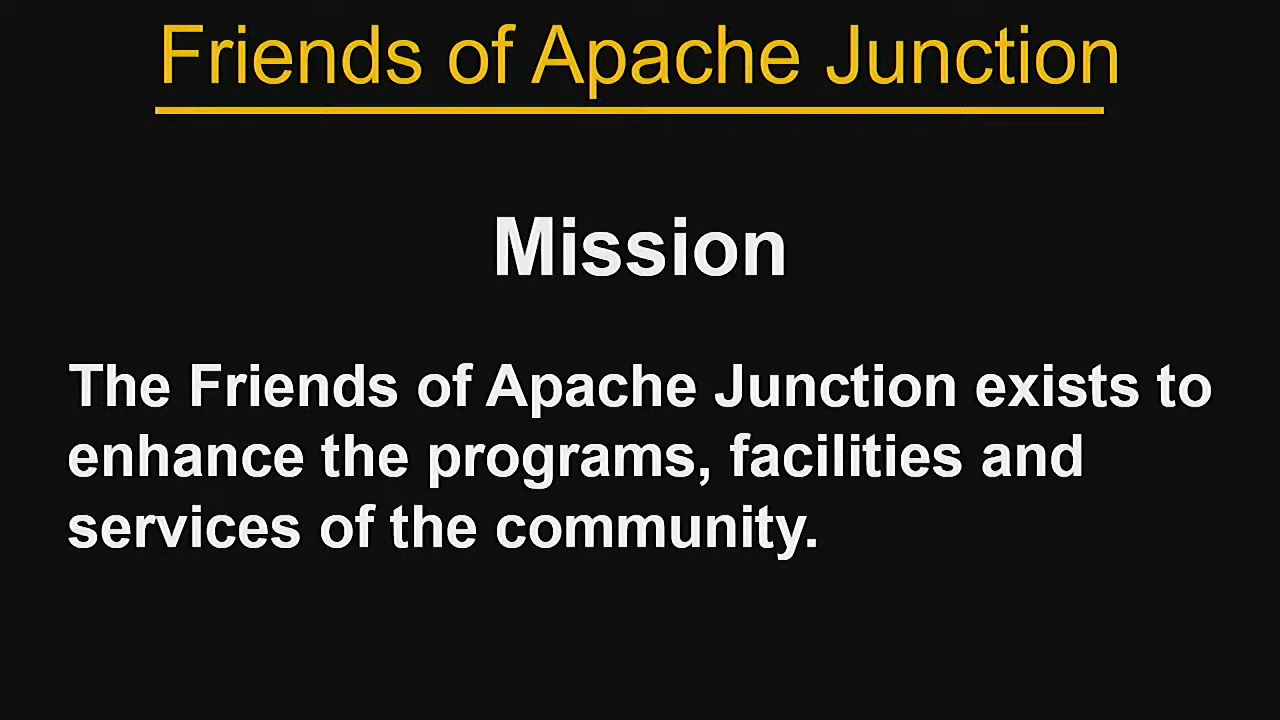 Friends of Apache Junction
Mission
The Friends of Apache Junction exists to
enhance the programs, facilities and
services of the community.